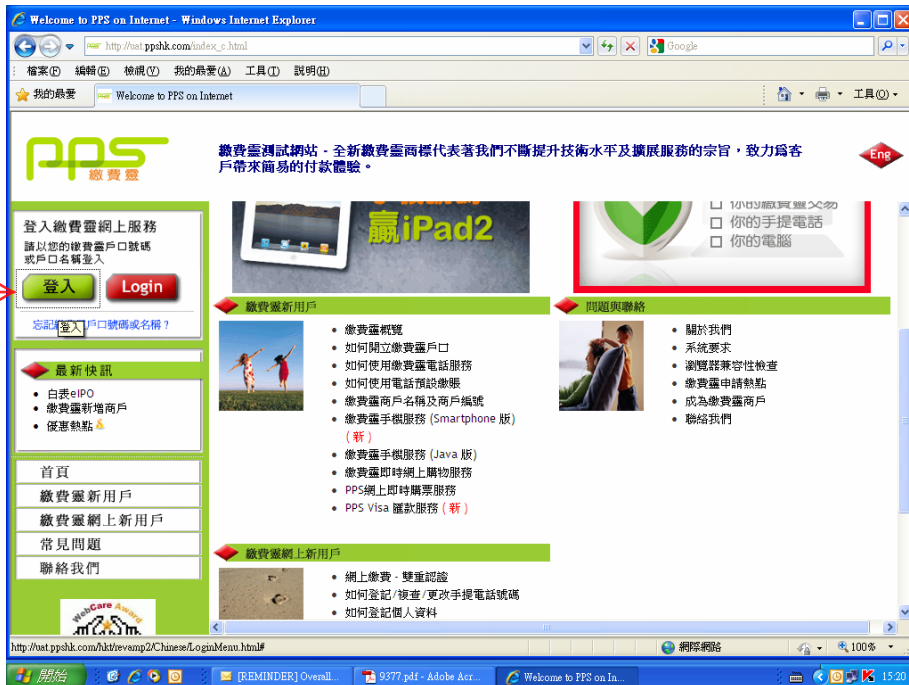 Welcome to PPS on Internet - Windows Internet Explorer
http://uat.ppshk.com/index_c.html
Google
檔案(F) 編輯(E) 檢視(V) 我的最愛(A) 工具(T) 說明(H)
我的最愛
Welcome to PPS on Internet
工具(O)
pps
繳費靈
繳費靈測試網站 - 全新繳費靈商標代表著我們不斷提升技術水平及擴展服務的宗旨，致力為客
戶帶來簡易的付款體驗。
Eng
登入繳費靈網上服務
請以您的繳費靈戶口號碼
或戶口名稱登入
登入
Login
戶口號碼或名稱？
登入
最新快訊
白表eIPO
繳費靈新增商戶
優惠熱點
首頁
繳費靈新用戶
繳費靈網上新用戶
常見問題
聯絡我們
WebCare Award
贏iPad2
你的繳費靈交易
你的手提電話
你的電腦
繳費靈新用戶
繳費靈概覽
如何開立繳費靈戶口
如何使用繳費靈電話服務
如何使用電話預設繳賬
繳費靈商戶名稱及商戶編號
繳費靈手機服務 (Smartphone 版)
(新)
繳費靈手機服務 (Java 版)
繳費靈即時網上購物服務
PPS網上即時購票服務
PPS Visa 匯款服務 (新)
問題與聯絡
關於我們
系統要求
瀏覽器兼容性檢查
繳費靈申請熱點
成為繳費靈商戶
聯絡我們
繳費靈網上新用戶
網上繳費 - 雙重認證
如何登記/複查/更改手提電話號碼
如何登記個人資料
http://uat.ppshk.com/hkt/revamp2/Chinese/LoginMenu.html#
網際網路
100%
開始
[REMINDER] Overall...
9377.pdf - Adobe Acr...
Welcome to PPS on In...
15:20